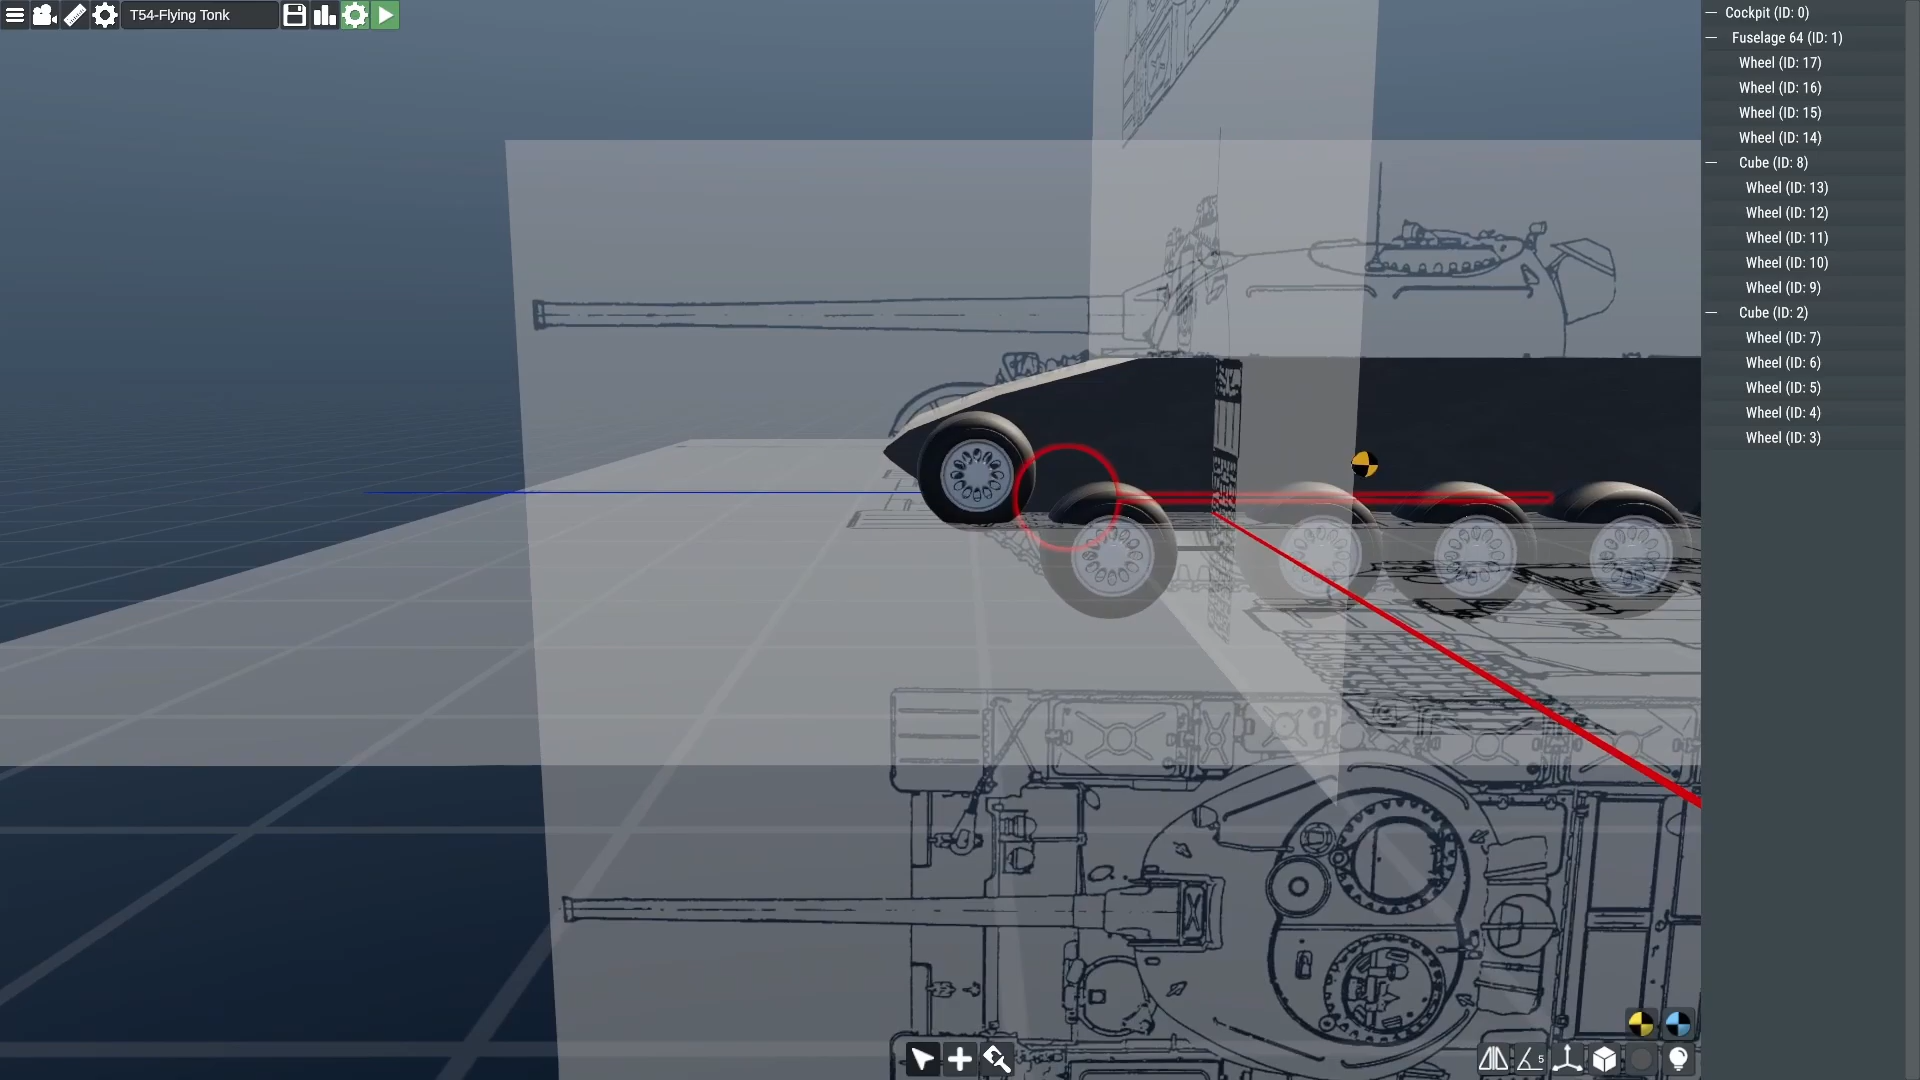 T54-Flying Tonk
Cockpit (ID: 0)
Fuselage 64 (ID: 1)
Wheel (ID: 17)
Wheel (ID: 16)
Wheel (ID: 15)
Wheel (ID: 14)
Cube (ID: 8)
Wheel (ID: 13)
Wheel (ID: 12)
Wheel (ID: 11)
Wheel (ID: 10)
Wheel (ID: 9)
Cube (ID: 2)
Wheel (ID: 7)
Wheel (ID: 6)
Wheel (ID: 5)
Wheel (ID: 4)
Wheel (ID: 3)
5